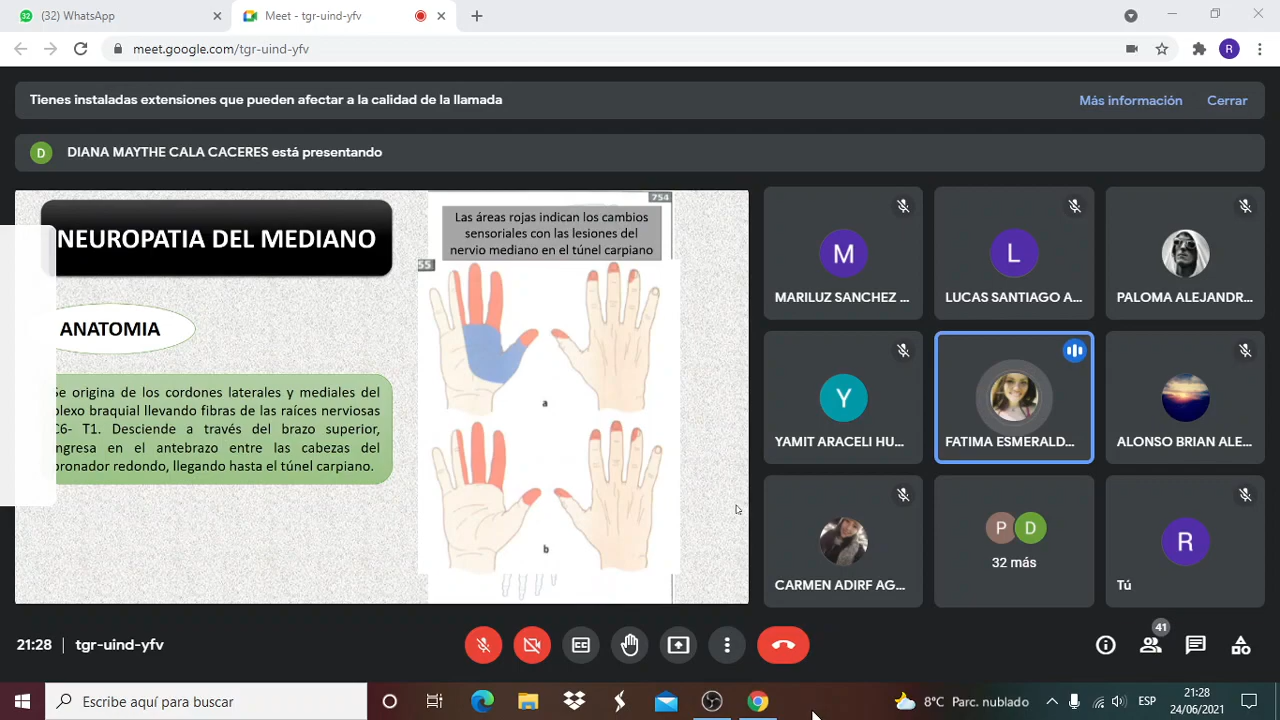 (32) WhatsApp
Meet - tgr-uind-yfv
meet.google.com/tgr-uind-yfv
R
Tienes instaladas extensiones que pueden afectar a la calidad de la llamada
Más información
Cerrar
D
DIANA MAYTHE CALA CACERES está presentando
NEUROPATIA DEL MEDIANO
ANATOMIA
Se origina de los cordones laterales y mediales del
plexo braquial llevando fibras de las raíces nerviosas
C6- T1. Desciende a través del brazo superior,
ingresa en el antebrazo entre las cabezas del
pronador redondo, llegando hasta el túnel carpiano.
754
Las áreas rojas indican los cambios
sensoriales con las lesiones del
nervio mediano en el túnel carpiano
55
a
b
M
MARILUZ SANCHEZ ...
L
LUCAS SANTIAGO A...
PALOMA ALEJANDR...
Y
YAMIT ARACELI HU...
FATIMA ESMERALD...
ALONSO BRIAN ALE...
CARMEN ADIRF AG...
P D
32 más
R
Tú
21:28 | tgr-uind-yfv
41
Escribe aquí para buscar
8°C Parc. nublado
ESP
21:28
24/06/2021